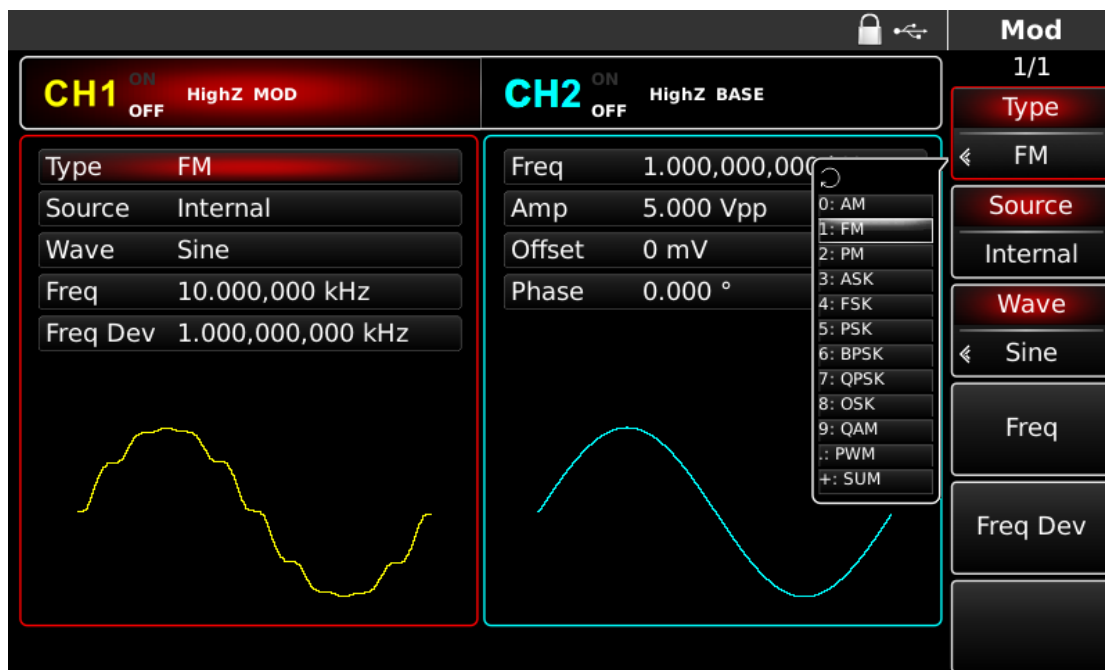 Mod
1/1
CH1 ON OFF HighZ MOD
CH2 ON OFF HighZ BASE
Type FM
Source Internal
Wave Sine
Freq 10.000,000 kHz
Freq Dev 1.000,000,000 kHz
Freq 1.000,000,000
Amp 5.000 Vpp
Offset 0 mV
Phase 0.000 °
0: AM
1: FM
2: PM
3: ASK
4: FSK
5: PSK
6: BPSK
7: QPSK
8: OSK
9: QAM
.: PWM
+: SUM
Type
FM
Source
Internal
Wave
Sine
Freq
Freq Dev